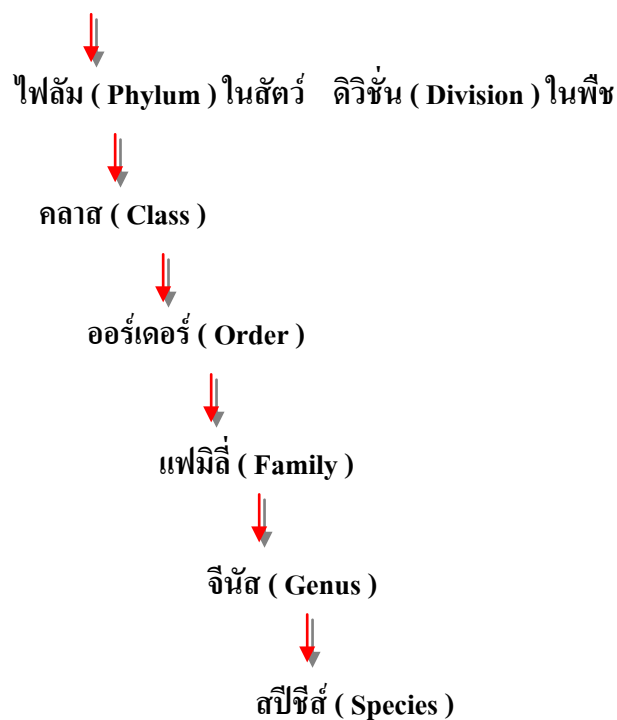 ไฟลัม ( Phylum ) ในสัตว์ ดิวิชั่น ( Division ) ในพืช
คลาส ( Class )
ออร์เดอร์ ( Order )
แฟมิลี่ ( Family )
จีนัส ( Genus )
สปีชีส์ ( Species )